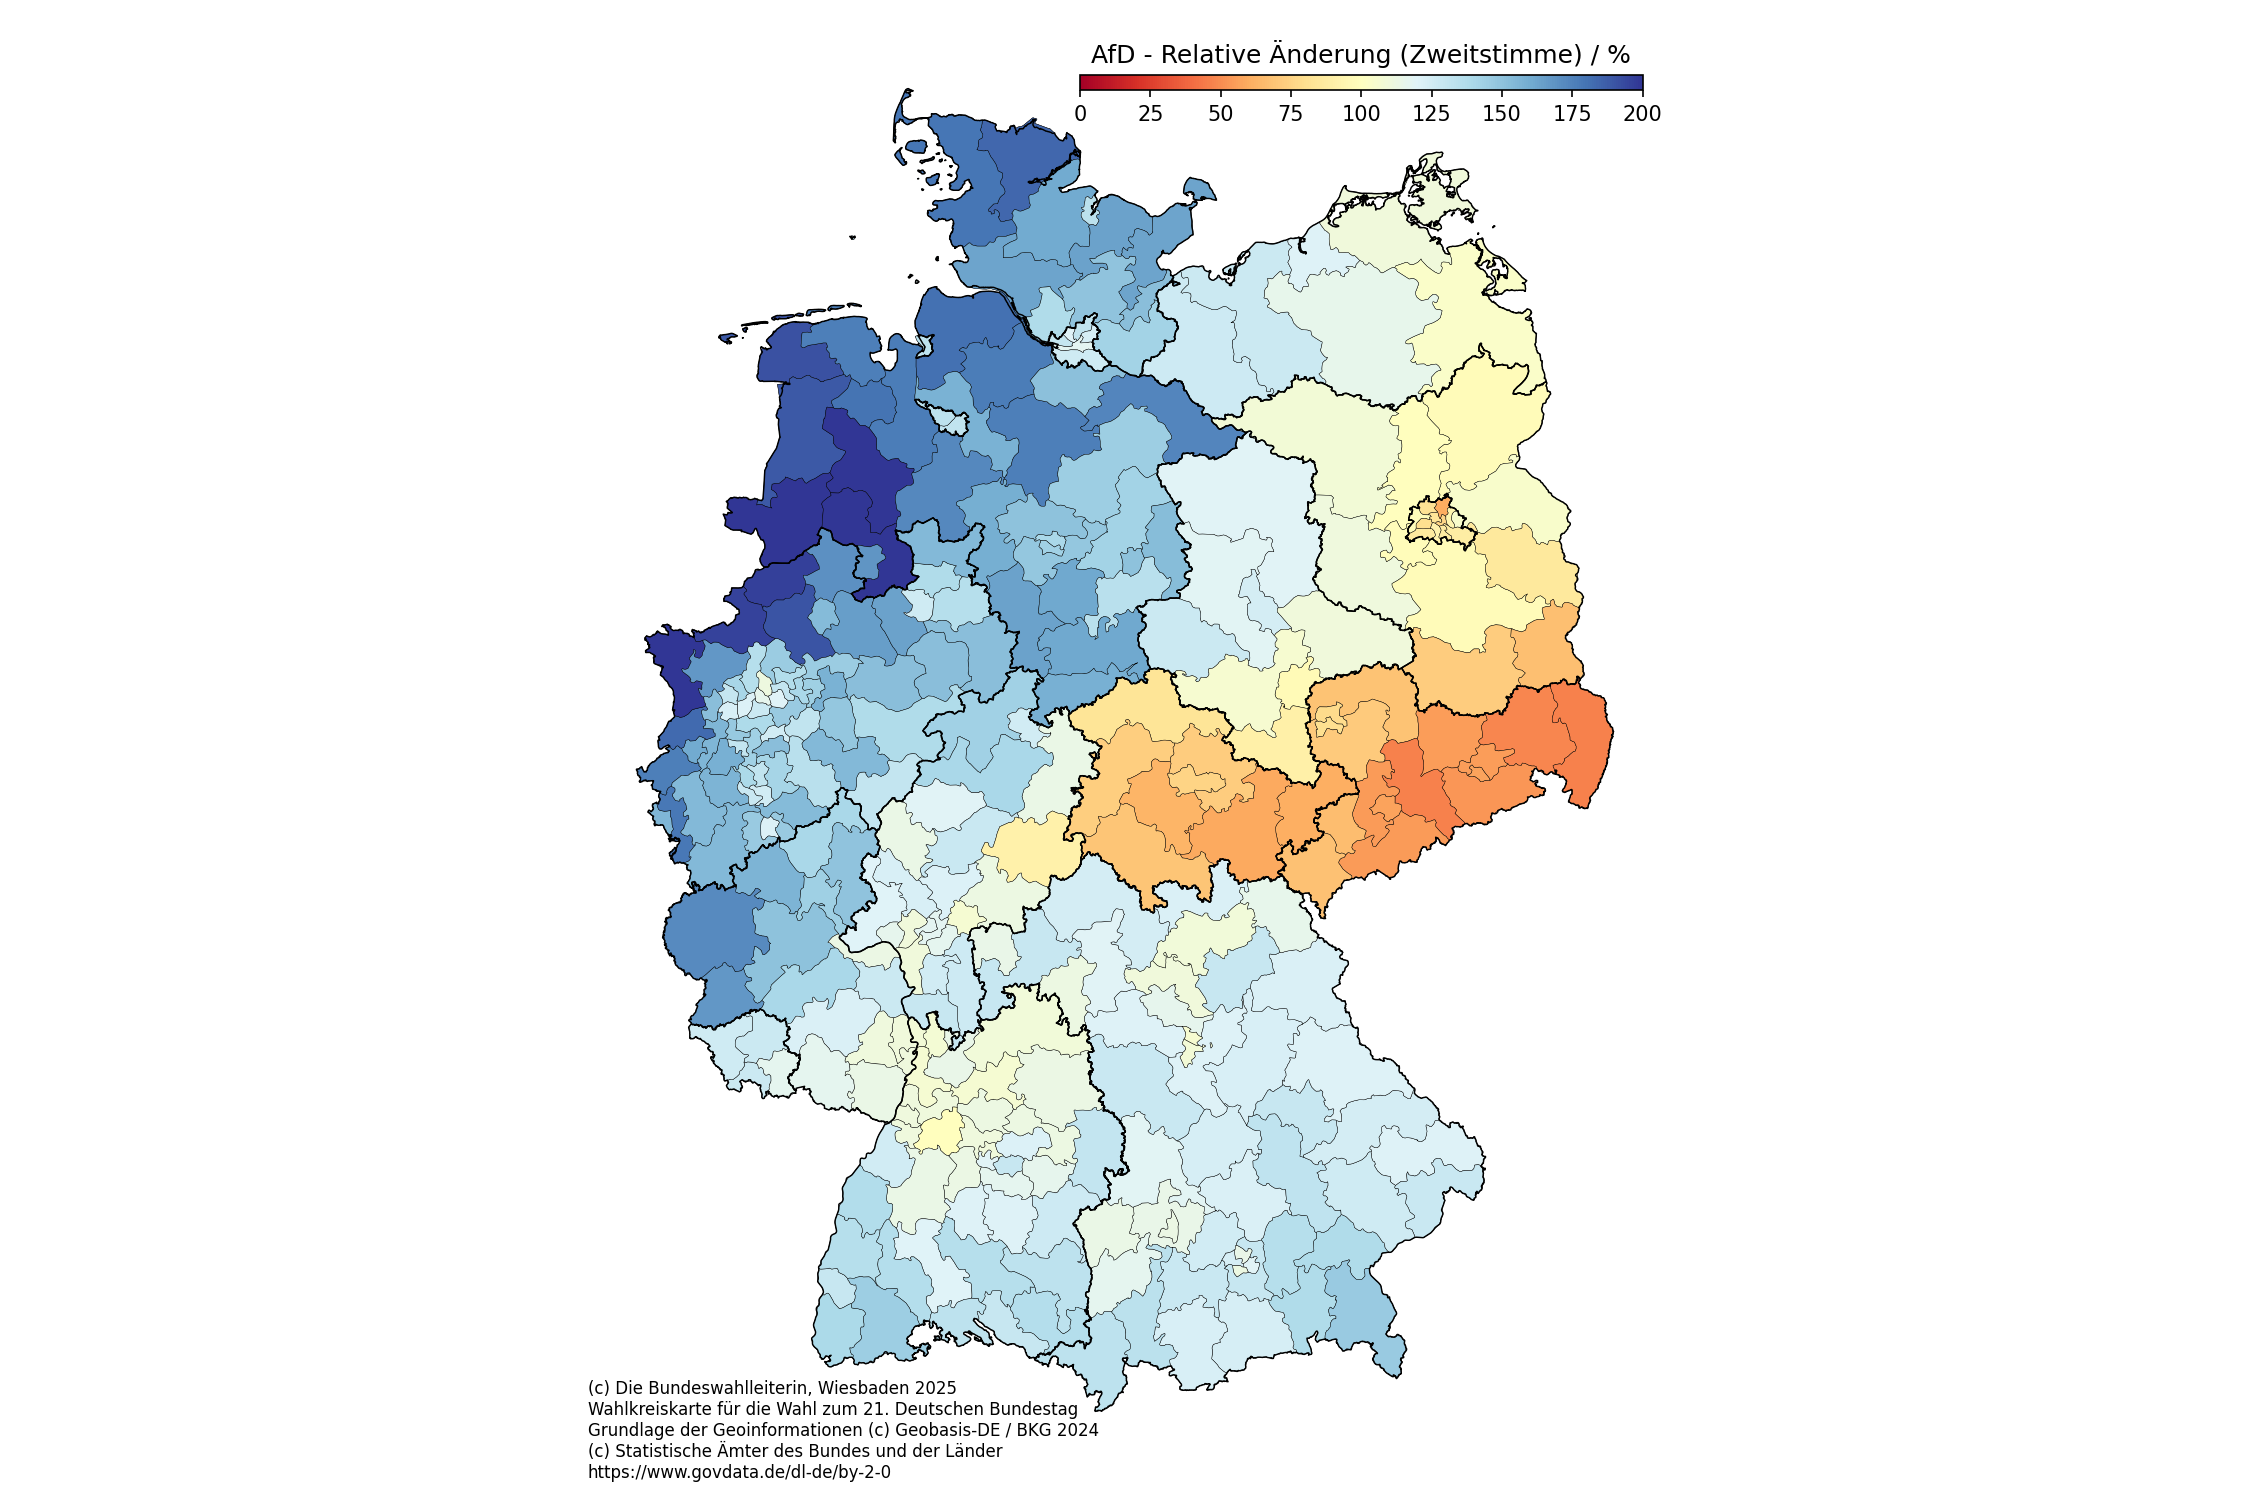 AfD - Relative Änderung (Zweitstimme) / %
0 25 50 75 100 125 150 175 200
(c) Die Bundeswahlleiterin, Wiesbaden 2025
Wahlkreiskarte für die Wahl zum 21. Deutschen Bundestag
Grundlage der Geoinformationen (c) Geobasis-DE / BKG 2024
(c) Statistische Ämter des Bundes und der Länder
https://www.govdata.de/dl-de/by-2-0